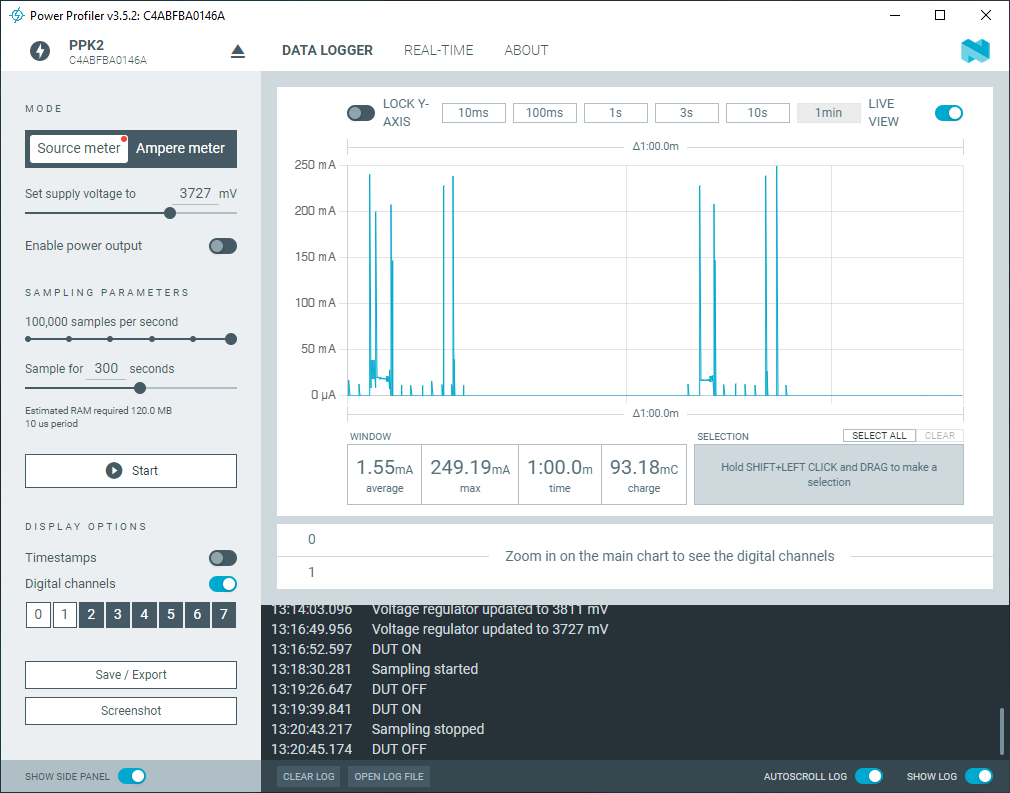 Power Profiler v3.5.2: C4ABFBA0146A
PPK2
C4ABFBA0146A
DATA LOGGER REAL-TIME ABOUT
MODE
Source meter Ampere meter
Set supply voltage to 3727 mV
Enable power output
SAMPLING PARAMETERS
100,000 samples per second
Sample for 300 seconds
Estimated RAM required 120.0 MB
10 us period
Start
DISPLAY OPTIONS
Timestamps
Digital channels
0 1 2 3 4 5 6 7
Save / Export
Screenshot
SHOW SIDE PANEL
LOCK Y-
AXIS
10ms 100ms 1s 3s 10s 1min
LIVE
VIEW
Δ1:00.0m
250 mA
200 mA
150 mA
100 mA
50 mA
0 µA
Δ1:00.0m
WINDOW
1.55mA
average
249.19mA
max
1:00.0m
time
93.18mC
charge
SELECTION SELECT ALL CLEAR
Hold SHIFT+LEFT CLICK and DRAG to make a
selection
0
Zoom in on the main chart to see the digital channels
1
13:14:03.096 Voltage regulator updated to 3811 mV
13:16:49.956 Voltage regulator updated to 3727 mV
13:16:52.597 DUT ON
13:18:30.281 Sampling started
13:19:26.647 DUT OFF
13:19:39.841 DUT ON
13:20:43.217 Sampling stopped
13:20:45.174 DUT OFF
CLEAR LOG OPEN LOG FILE AUTOSCROLL LOG SHOW LOG